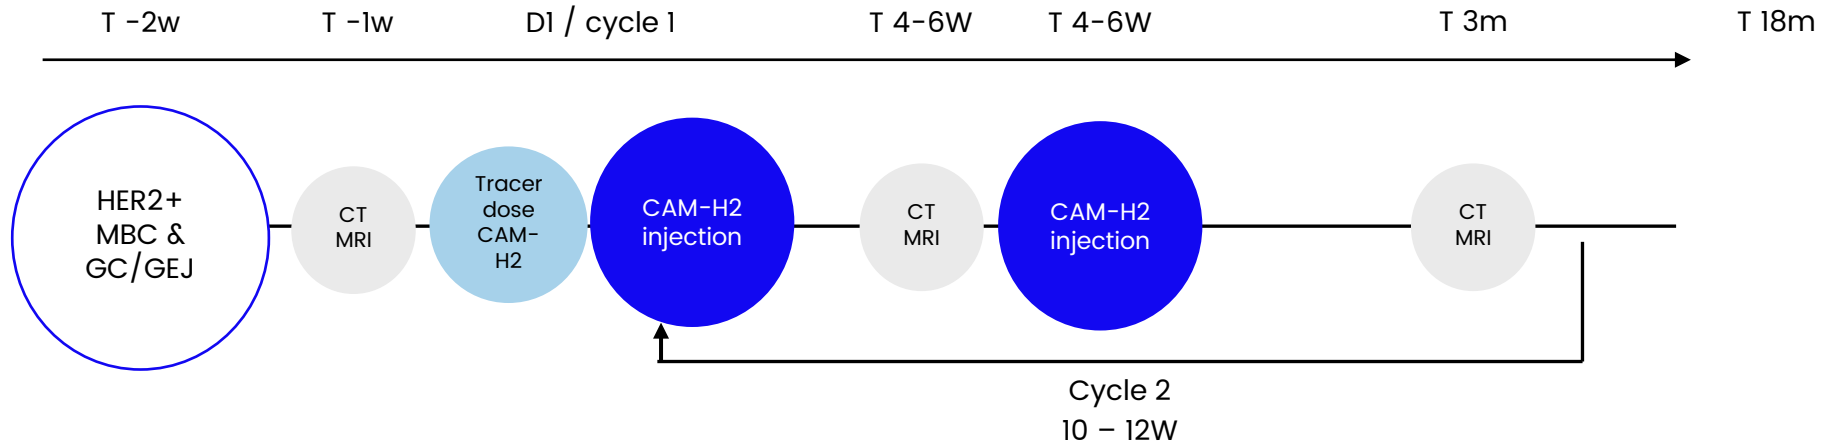 T -2w
T -1w
D1 / cycle 1
T 4-6W
T 4-6W
T 3m
T 18m
HER2+
MBC &
GC/GEJ
CT
MRI
Tracer
dose
CAM-
H2
CAM-H2
injection
CT
MRI
CAM-H2
injection
CT
MRI
Cycle 2
10 – 12W